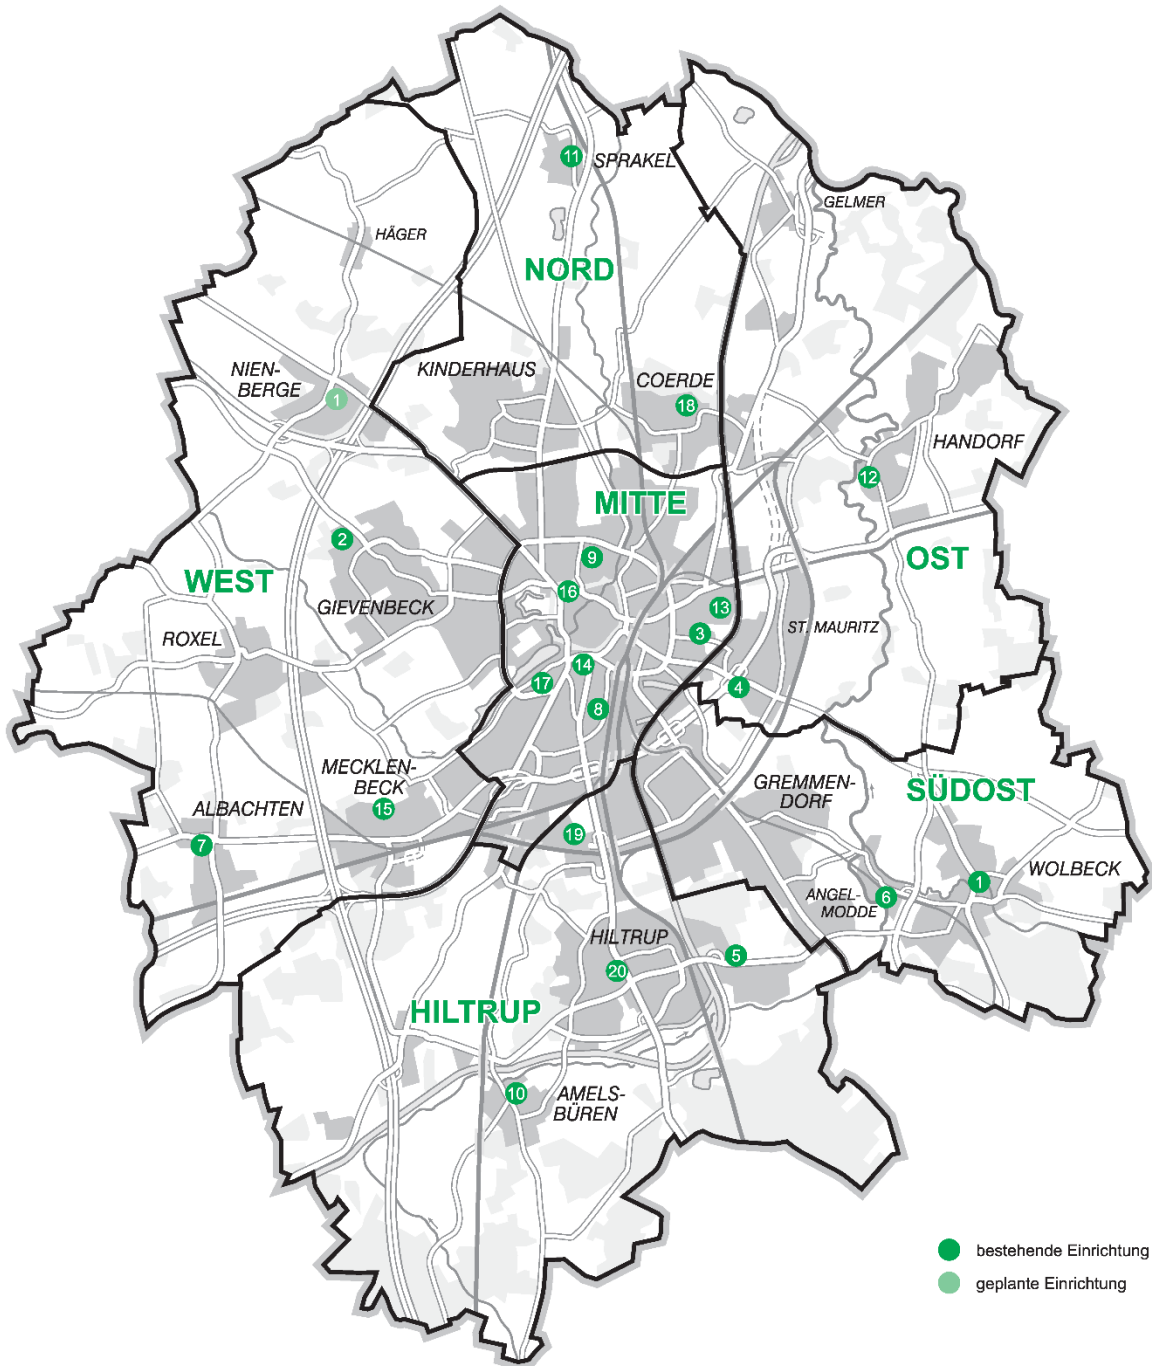 11
SPRAKEL
GELMER
HÄGER
NORD
NIEN-
BERGE
1
KINDERHAUS
COERDE
18
HANDORF
12
MITTE
2
9
OST
WEST
16
GIEVENBECK
13
3
ST. MAURITZ
ROXEL
14
17
4
8
MECKLEN-
BECK
15
GREMMEN-
DORF
SÜDOST
ALBACHTEN
7
19
WOLBECK
1
ANGEL-
MODDE
6
HILTRUP
5
20
HILTRUP
10
AMELS-
BÜREN
bestehende Einrichtung
geplante Einrichtung